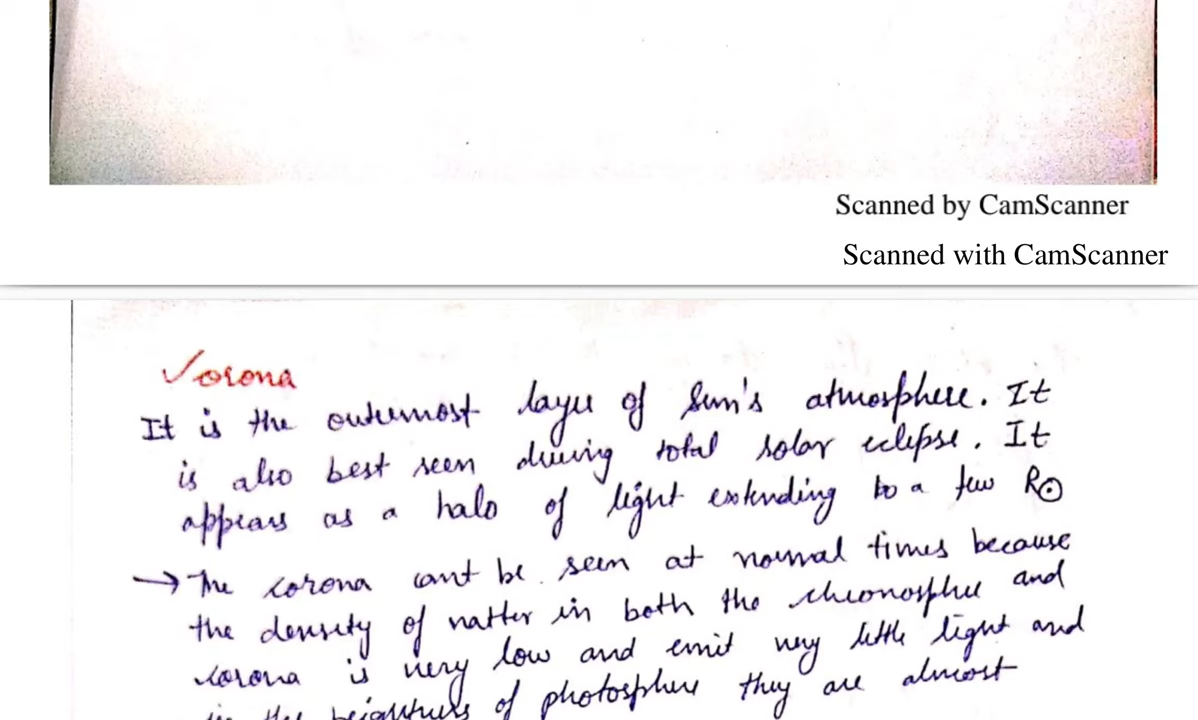 Scanned by CamScanner
Scanned with CamScanner
Corona
It is the outermost layer of Sun's atmosphere. It
is also best seen during total solar eclipse. It
appears as a halo of light extending to a few R☉
→ The corona cant be seen at normal times because
the density of matter in both the chromosphere and
corona is very low and emit very little light and
in the brightness of photosphere they are almost